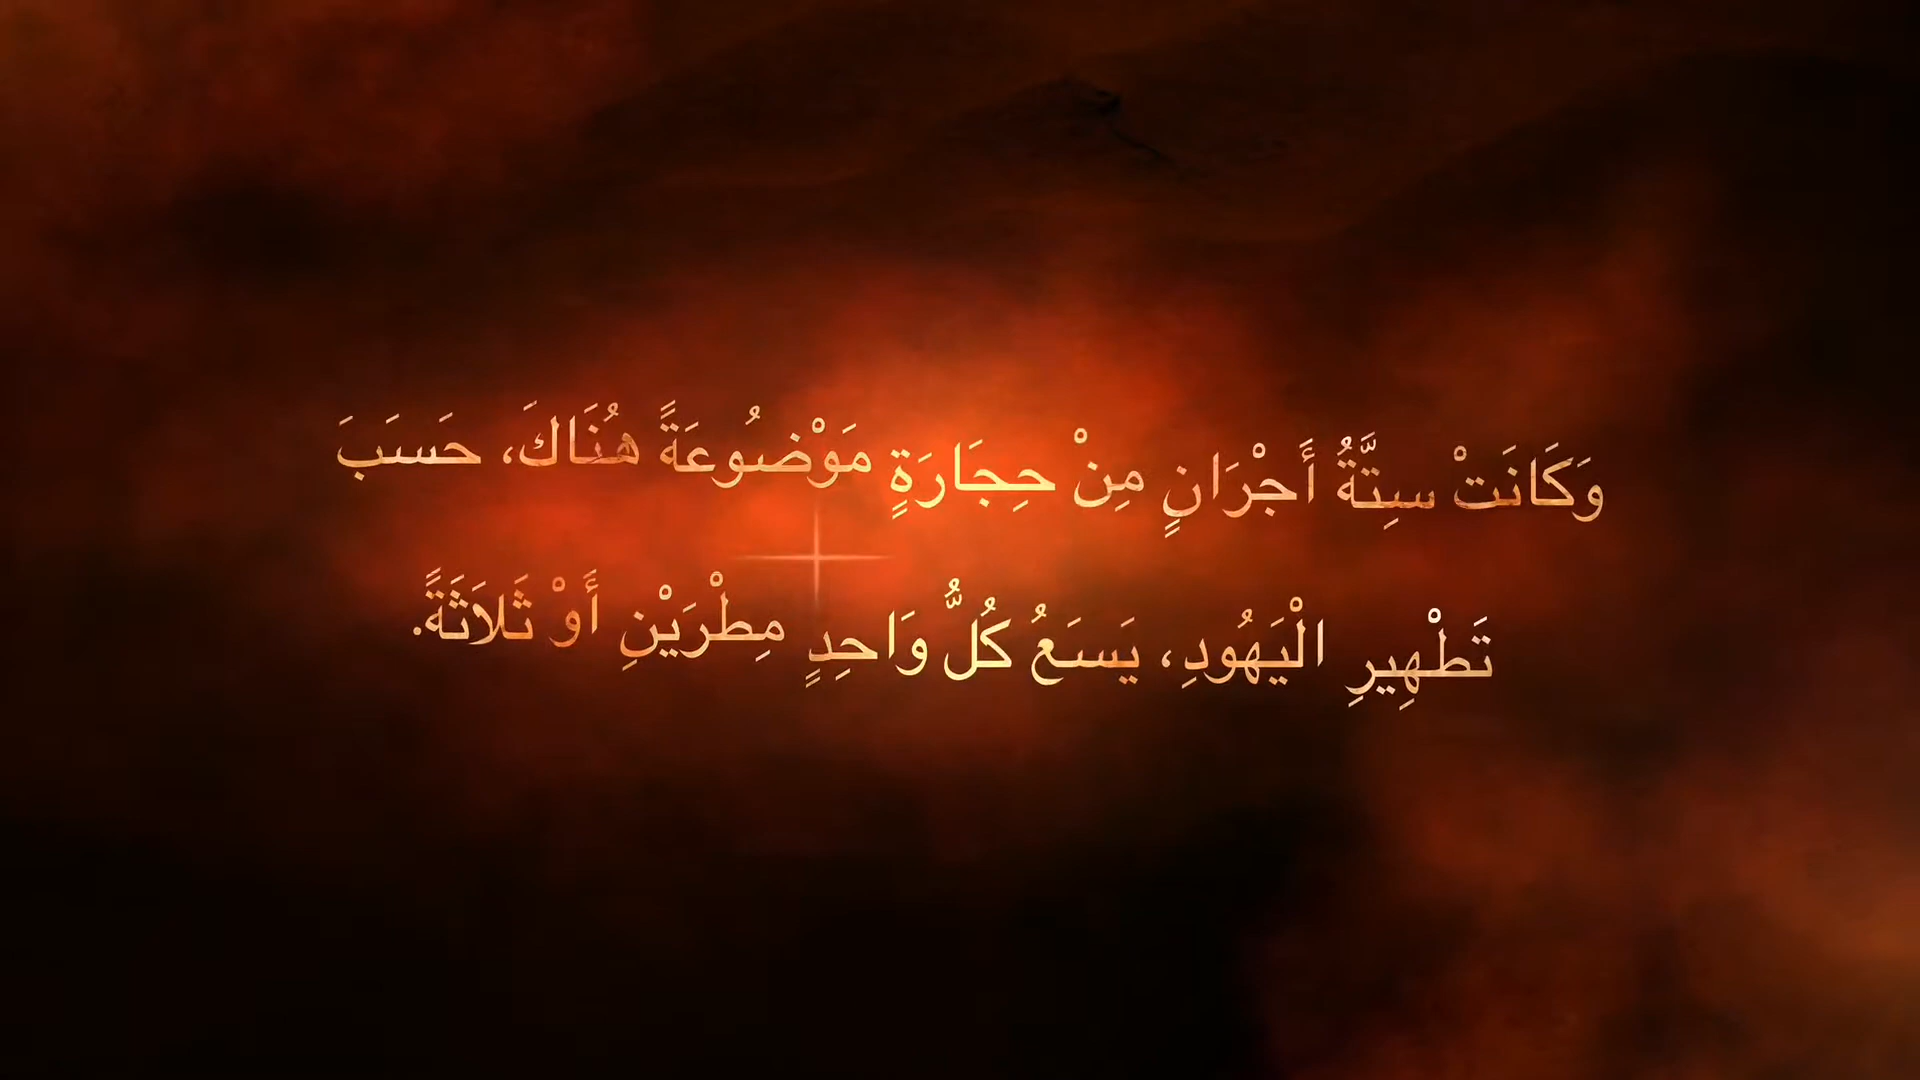 وَكَانَتْ سِتَّةُ أَجْرَانٍ مِنْ حِجَارَةٍ مَوْضُوعَةً هُنَاكَ، حَسَبَ
تَطْهِيرِ الْيَهُودِ، يَسَعُ كُلُّ وَاحِدٍ مِطْرَيْنِ أَوْ ثَلاَثَةً.